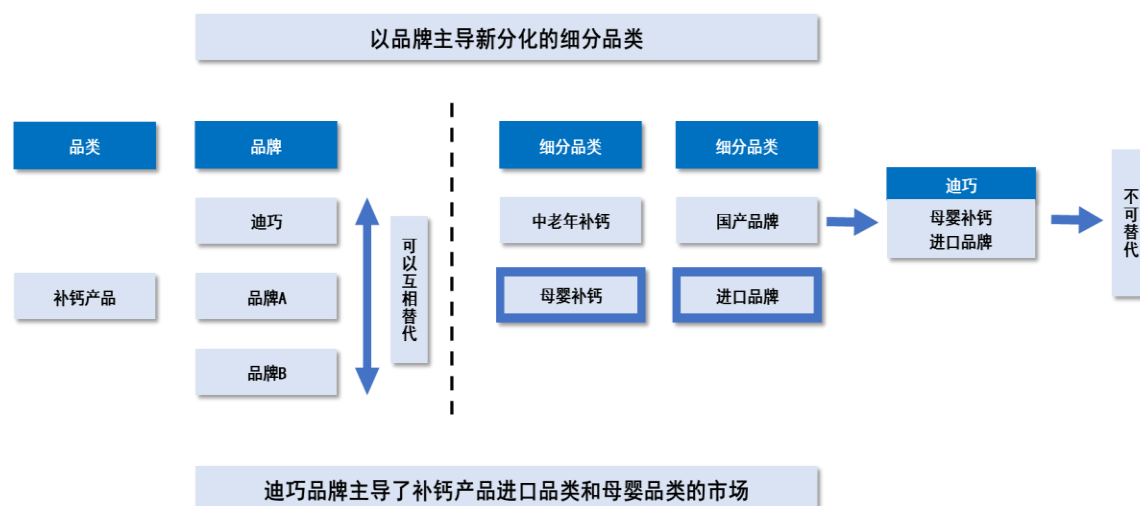 以品牌主导新分化的细分品类
品类
品牌
细分品类
细分品类
迪巧
中老年补钙
国产品牌
迪巧
母婴补钙
进口品牌
不可替代
可以互相替代
补钙产品
品牌A
母婴补钙
进口品牌
品牌B
迪巧品牌主导了补钙产品进口品类和母婴品类的市场